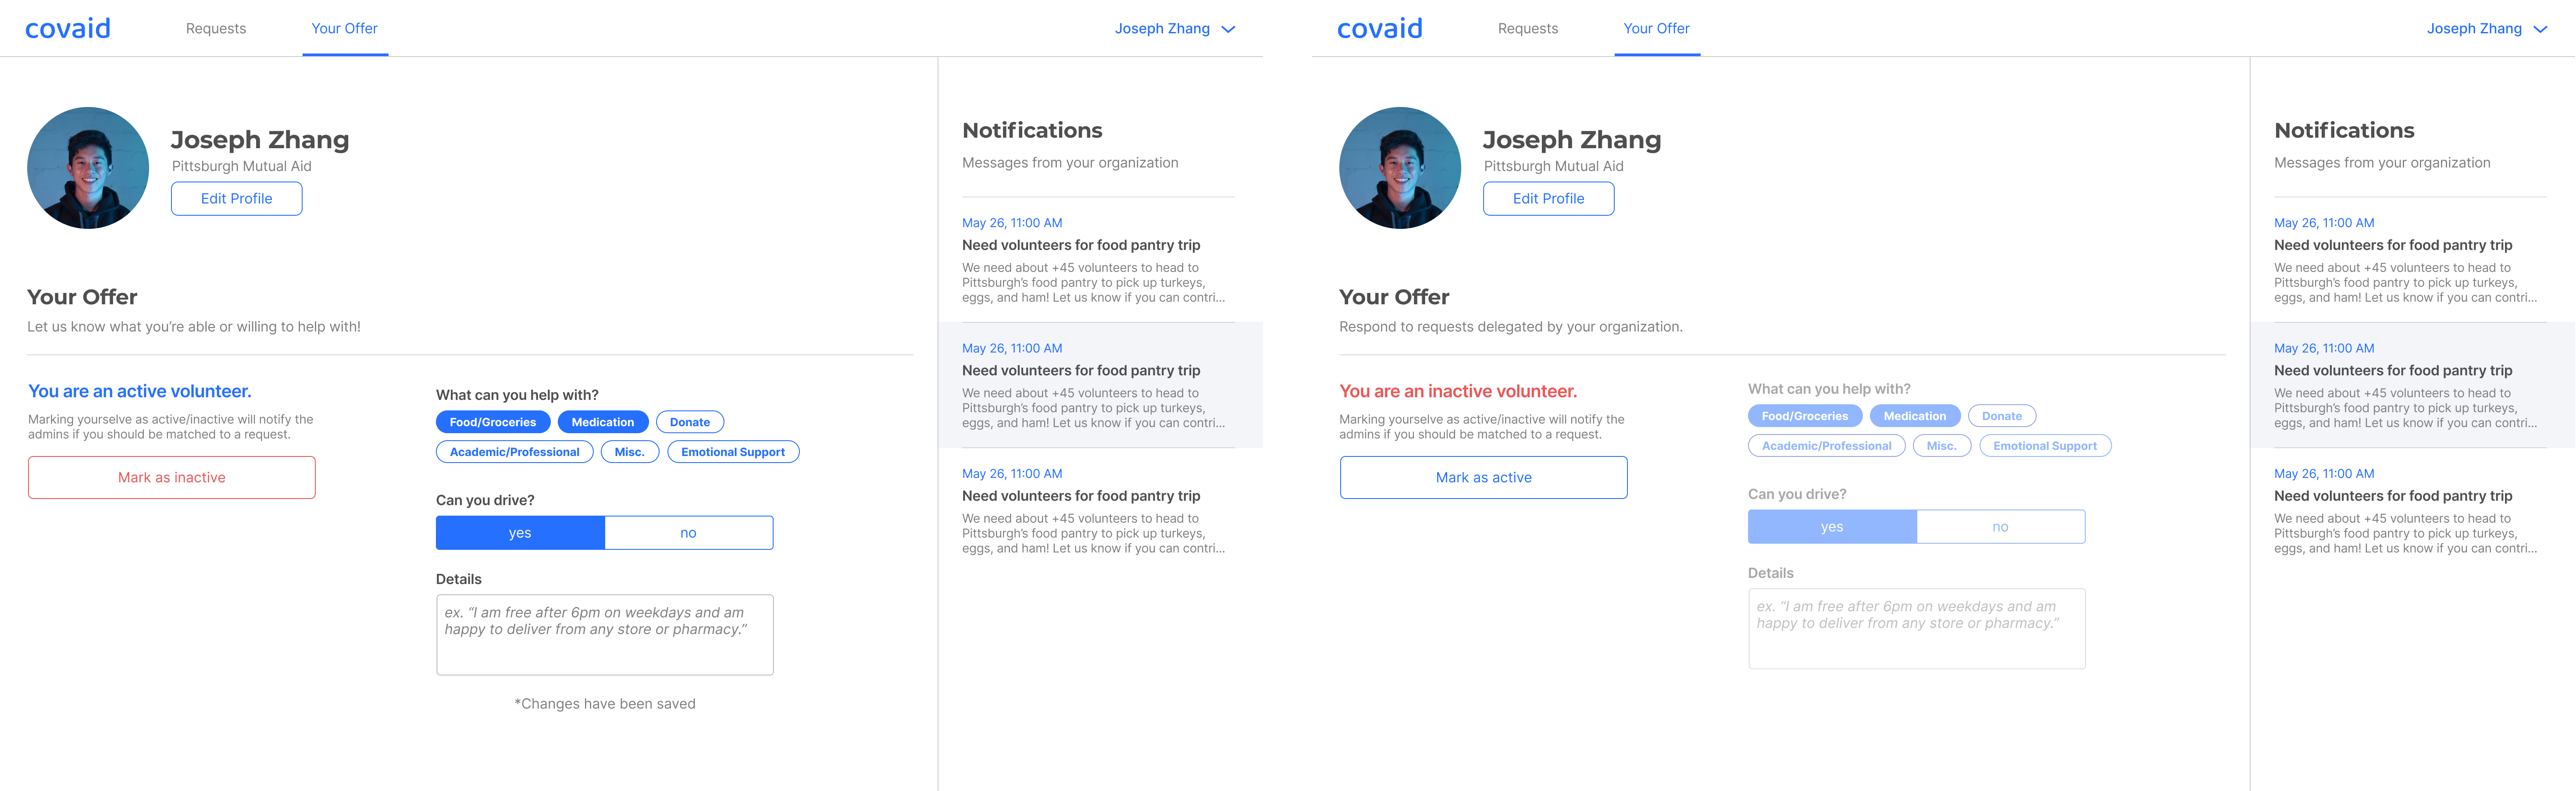 covaid
Requests
Your Offer
Joseph Zhang
Joseph Zhang
Pittsburgh Mutual Aid
Edit Profile
Your Offer
Let us know what you’re able or willing to help with!
You are an active volunteer.
Marking yourselve as active/inactive will notify the
admins if you should be matched to a request.
Mark as inactive
What can you help with?
Food/Groceries
Medication
Donate
Academic/Professional
Misc.
Emotional Support
Can you drive?
yes
no
Details
ex. “I am free after 6pm on weekdays and am
happy to deliver from any store or pharmacy.”
*Changes have been saved
Notifications
Messages from your organization
May 26, 11:00 AM
Need volunteers for food pantry trip
We need about +45 volunteers to head to
Pittsburgh’s food pantry to pick up turkeys,
eggs, and ham! Let us know if you can contri...
May 26, 11:00 AM
Need volunteers for food pantry trip
We need about +45 volunteers to head to
Pittsburgh’s food pantry to pick up turkeys,
eggs, and ham! Let us know if you can contri...
May 26, 11:00 AM
Need volunteers for food pantry trip
We need about +45 volunteers to head to
Pittsburgh’s food pantry to pick up turkeys,
eggs, and ham! Let us know if you can contri...
covaid
Requests
Your Offer
Joseph Zhang
Joseph Zhang
Pittsburgh Mutual Aid
Edit Profile
Your Offer
Respond to requests delegated by your organization.
You are an inactive volunteer.
Marking yourselve as active/inactive will notify the
admins if you should be matched to a request.
Mark as active
What can you help with?
Food/Groceries
Medication
Donate
Academic/Professional
Misc.
Emotional Support
Can you drive?
yes
no
Details
ex. “I am free after 6pm on weekdays and am
happy to deliver from any store or pharmacy.”
Notifications
Messages from your organization
May 26, 11:00 AM
Need volunteers for food pantry trip
We need about +45 volunteers to head to
Pittsburgh’s food pantry to pick up turkeys,
eggs, and ham! Let us know if you can contri...
May 26, 11:00 AM
Need volunteers for food pantry trip
We need about +45 volunteers to head to
Pittsburgh’s food pantry to pick up turkeys,
eggs, and ham! Let us know if you can contri...
May 26, 11:00 AM
Need volunteers for food pantry trip
We need about +45 volunteers to head to
Pittsburgh’s food pantry to pick up turkeys,
eggs, and ham! Let us know if you can contri...